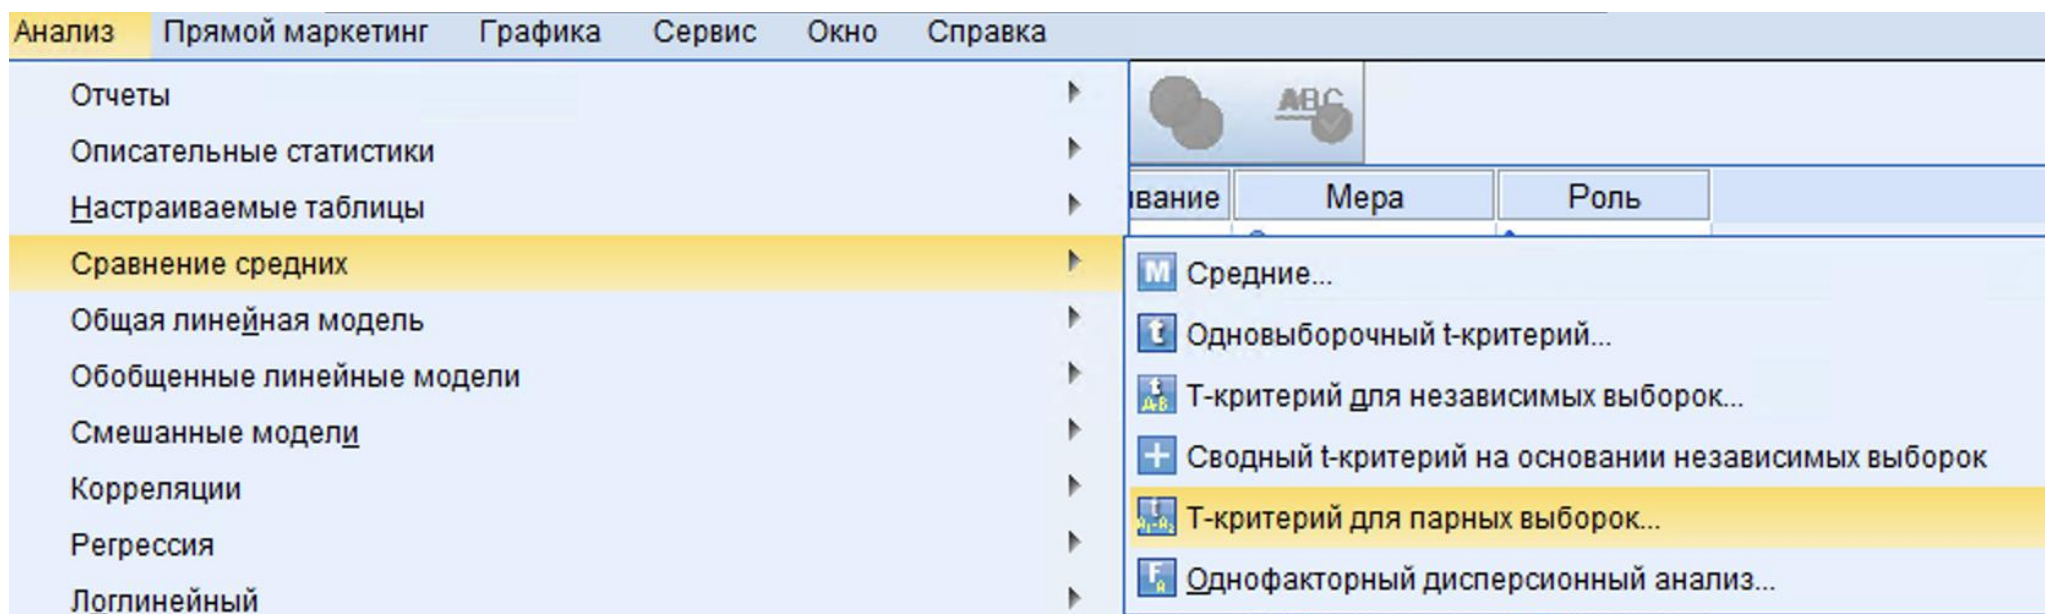 Анализ Прямой маркетинг Графика Сервис Окно Справка
Отчеты
ABC
Описательные статистики
Настраиваемые таблицы
ивание Мера Роль
Сравнение средних
Средние...
Общая линейная модель
Одновыборочный t-критерий...
Обобщенные линейные модели
Т-критерий для независимых выборок...
Смешанные модели
Сводный t-критерий на основании независимых выборок
Корреляции
Т-критерий для парных выборок...
Регрессия
Однофакторный дисперсионный анализ...
Логлинейный